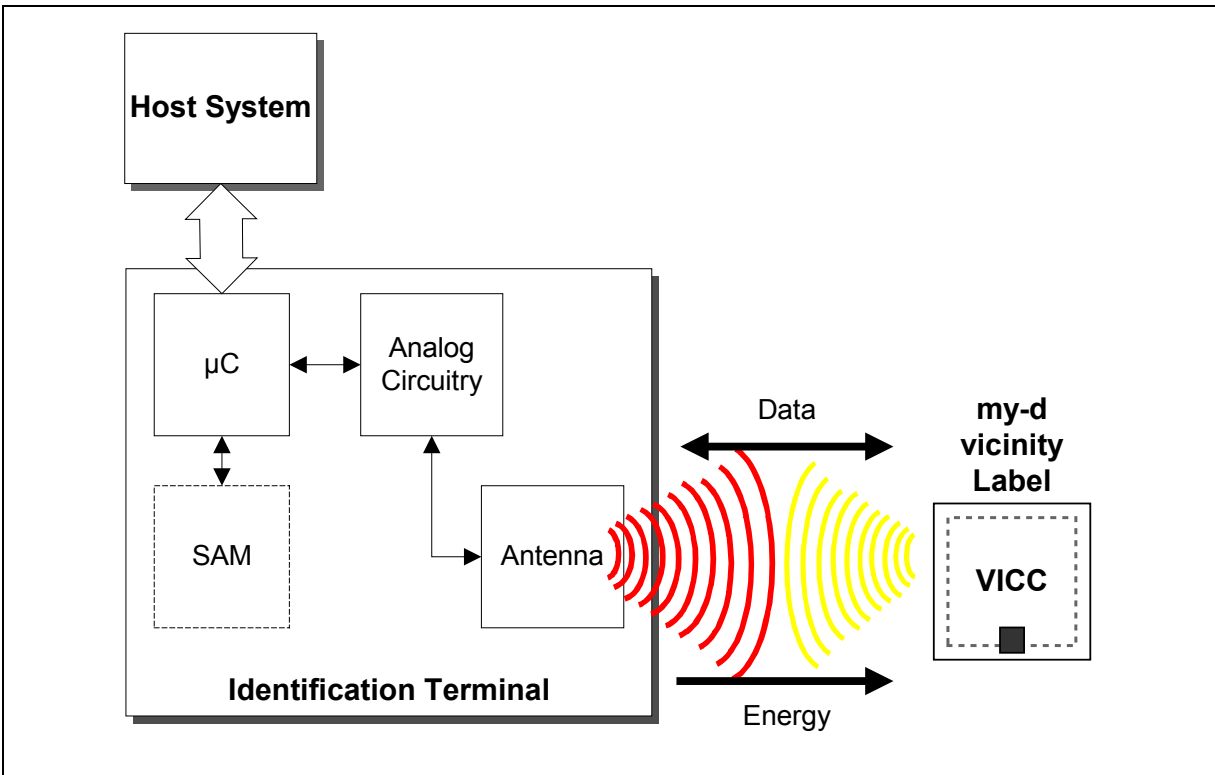 Host System
µC
Analog
Circuitry
SAM
Antenna
Identification Terminal
Data
Energy
my-d
vicinity
Label
VICC